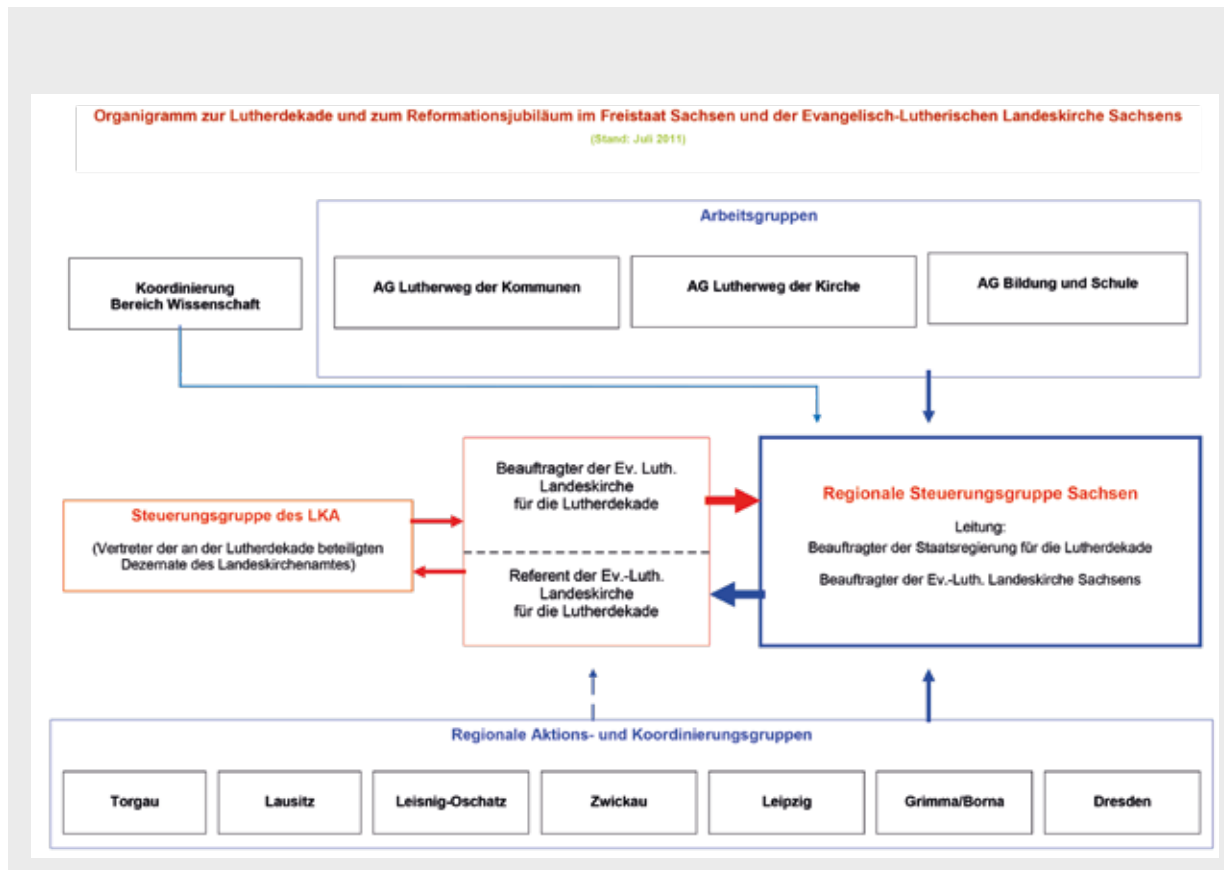 Organigramm zur Lutherdekade und zum Reformationsjubiläum im Freistaat Sachsen und der Evangelisch-Lutherischen Landeskirche Sachsens
(Stand: Juli 2011)
Arbeitsgruppen
Koordinierung
Bereich Wissenschaft
AG Lutherweg der Kommunen
AG Lutherweg der Kirche
AG Bildung und Schule
Steuerungsgruppe des LKA
(Vertreter der an der Lutherdekade beteiligten
Dezernate des Landeskirchenamtes)
Beauftragter der Ev. Luth.
Landeskirche
für die Lutherdekade
Referent der Ev.-Luth.
Landeskirche
für die Lutherdekade
Regionale Steuerungsgruppe Sachsen
Leitung:
Beauftragter der Staatsregierung für die Lutherdekade
Beauftragter der Ev.-Luth. Landeskirche Sachsens
Regionale Aktions- und Koordinierungsgruppen
Torgau
Lausitz
Leisnig-Oschatz
Zwickau
Leipzig
Grimma/Borna
Dresden